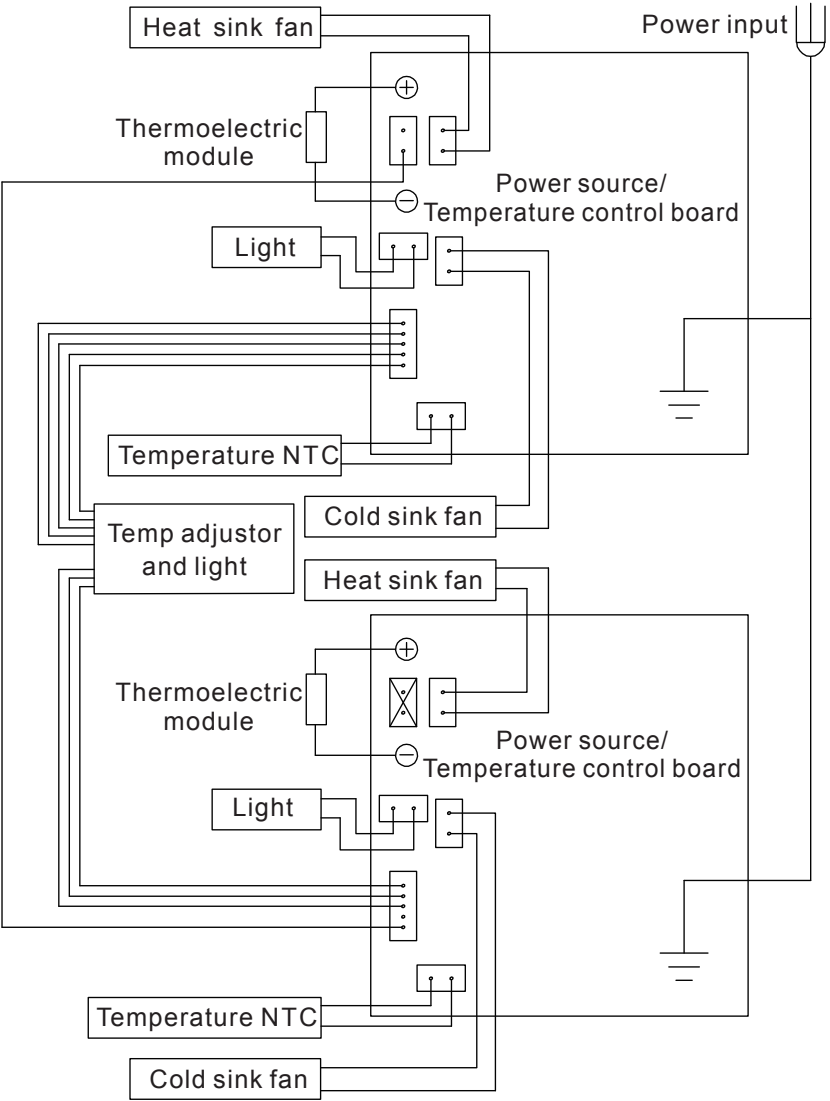 Heat sink fan
Power input
Thermoelectric
module
Power source/
Temperature control board
Light
Temperature NTC
Cold sink fan
Temp adjustor
and light
Heat sink fan
Thermoelectric
module
Power source/
Temperature control board
Light
Temperature NTC
Cold sink fan